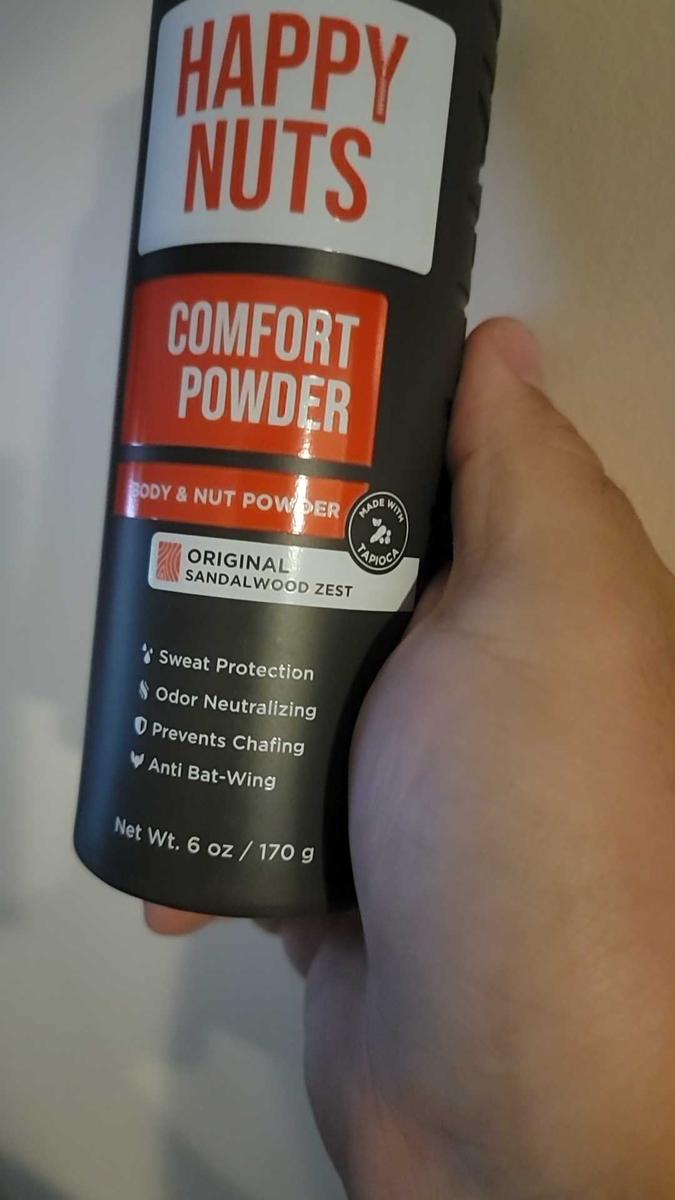 HAPPY
NUTS
COMFORT
POWDER
BODY & NUT POWDER
MADE WITH
TAPIOCA
ORIGINAL
SANDALWOOD ZEST
Sweat Protection
Odor Neutralizing
Prevents Chafing
Anti Bat-Wing
Net Wt. 6 oz / 170 g